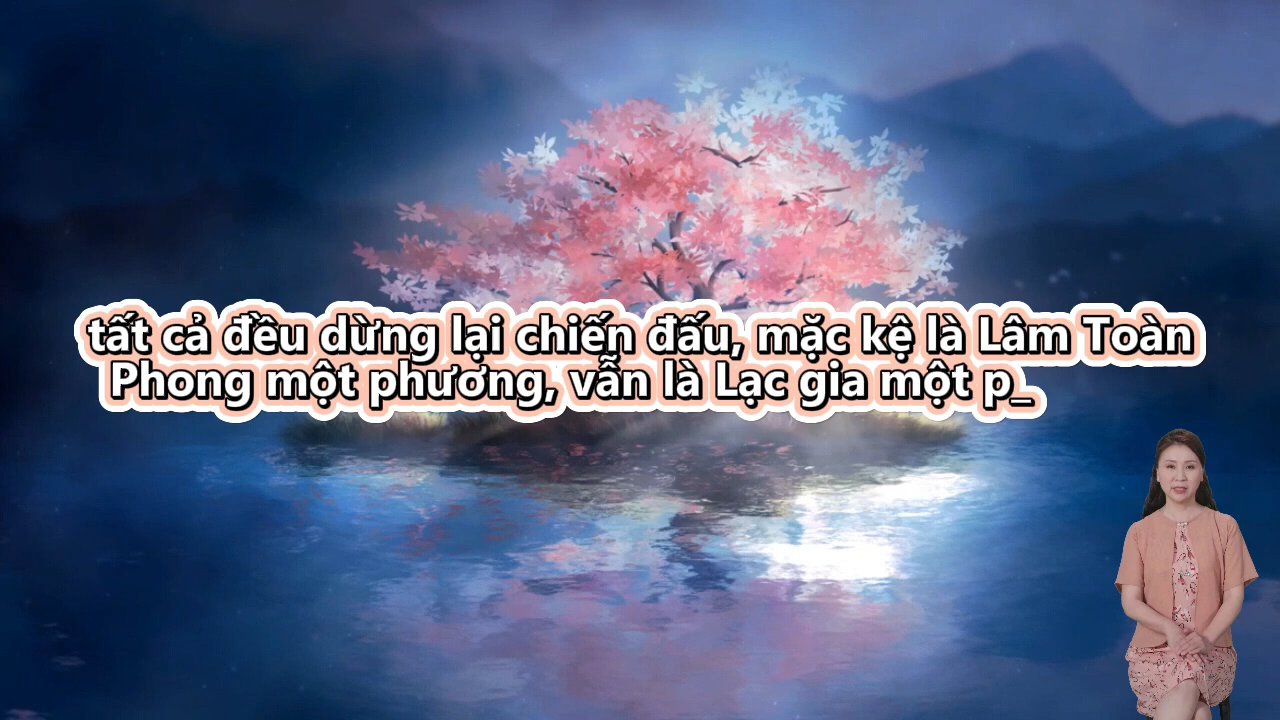 tất cả đều dừng lại chiến đấu, mặc kệ là Lâm Toàn
Phong một phương, vẫn là Lạc gia một p_